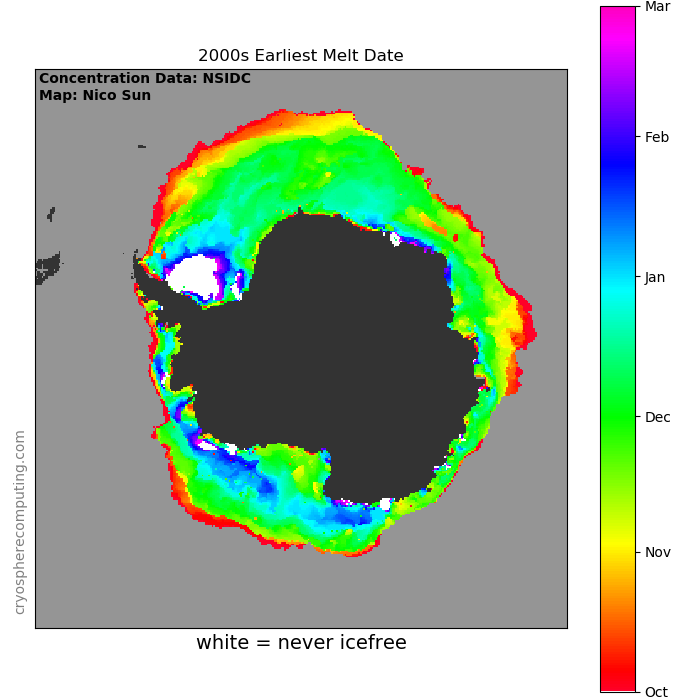 2000s Earliest Melt Date
Concentration Data: NSIDC
Map: Nico Sun
Mar
Feb
Jan
Dec
Nov
Oct
cryospherecomputing.com
white = never icefree